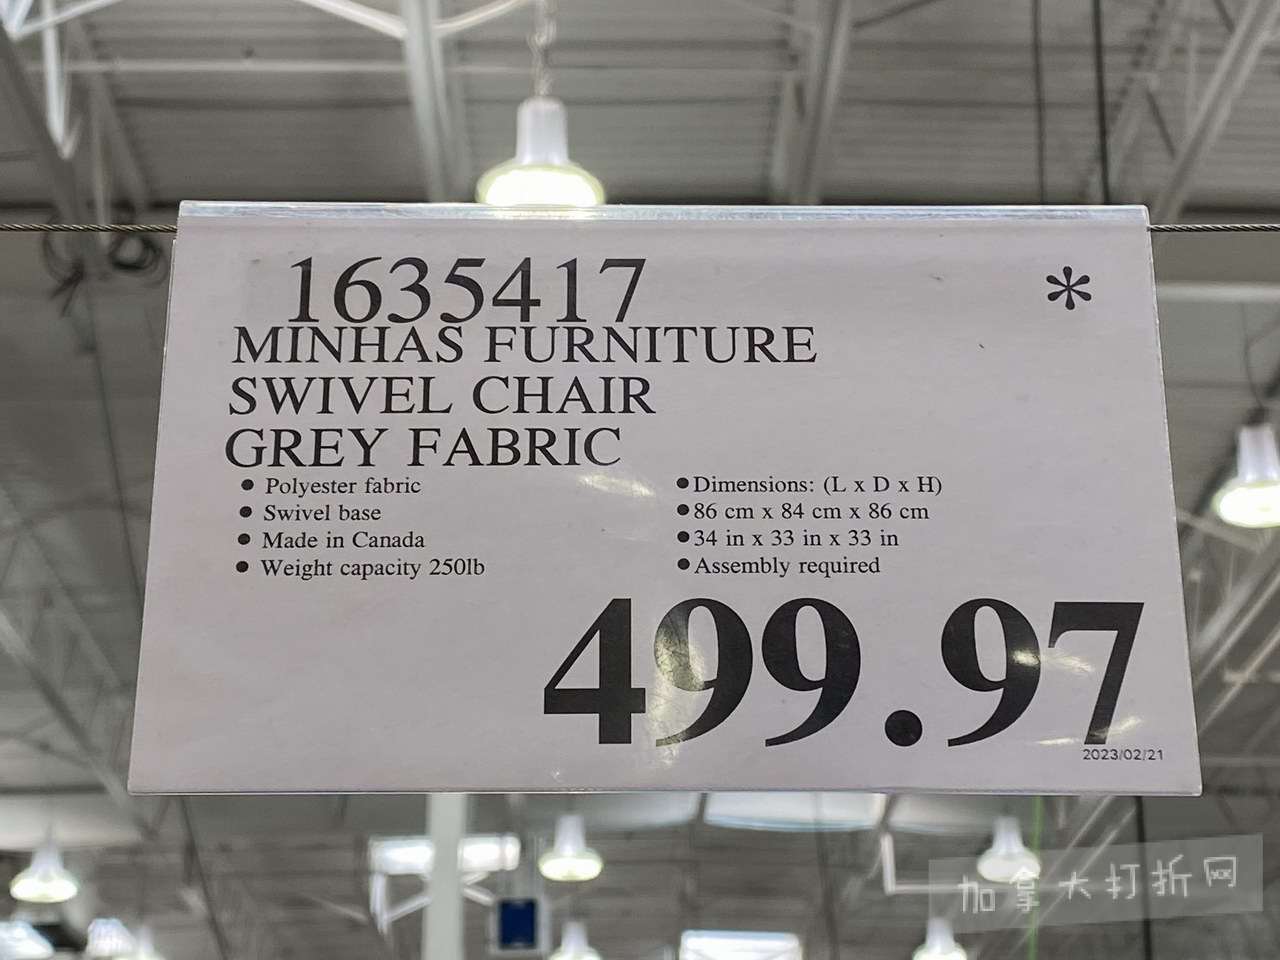 1635417 *
MINHAS FURNITURE
SWIVEL CHAIR
GREY FABRIC
• Polyester fabric
• Swivel base
• Made in Canada
• Weight capacity 250lb
• Dimensions: (L x D x H)
• 86 cm x 84 cm x 86 cm
• 34 in x 33 in x 33 in
• Assembly required
499.97
2023/02/21
加拿大打折网